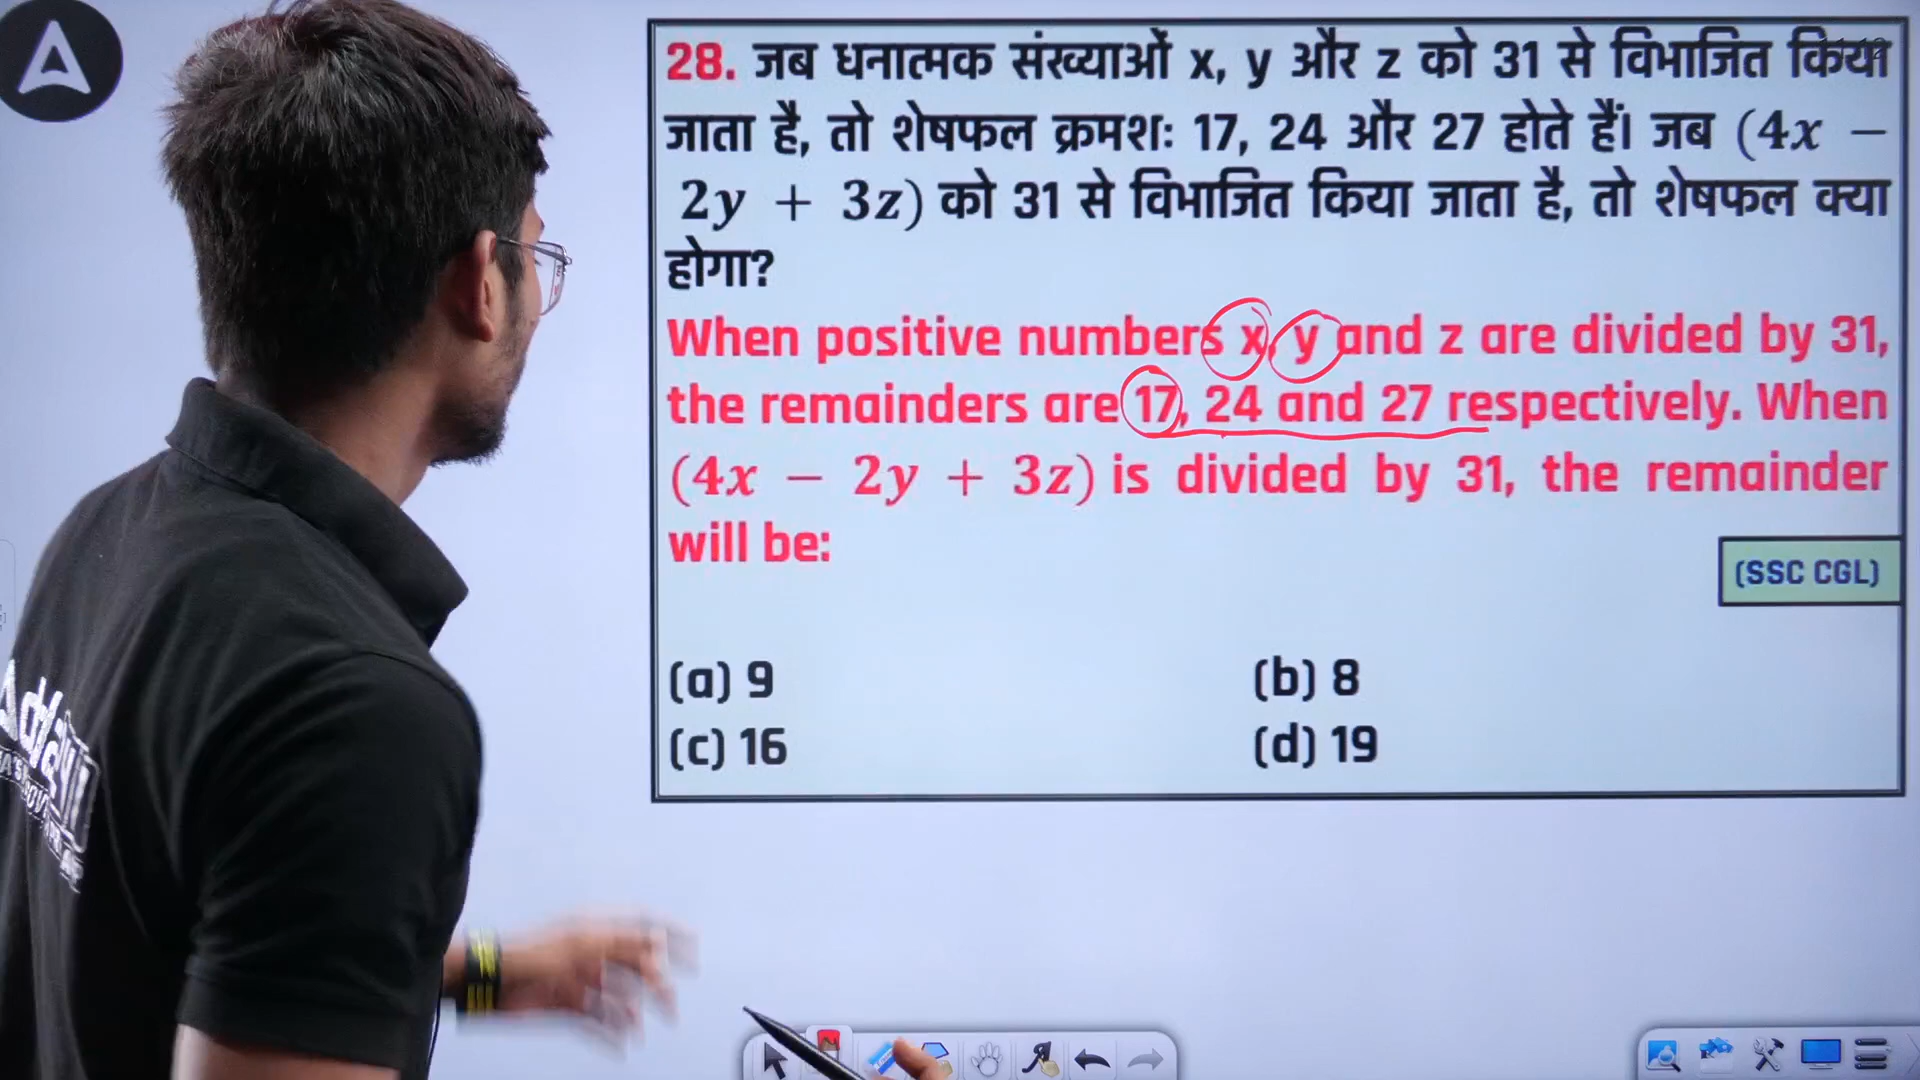 28. जब धनात्मक संख्याओं x, y और z को 31 से विभाजित किया
जाता है, तो शेषफल क्रमशः 17, 24 और 27 होते हैं। जब (4x −
2y + 3z) को 31 से विभाजित किया जाता है, तो शेषफल क्या
होगा?
When positive numbers x, y and z are divided by 31,
the remainders are 17, 24 and 27 respectively. When
(4x − 2y + 3z) is divided by 31, the remainder
will be:
(SSC CGL)
(a) 9
(b) 8
(c) 16
(d) 19